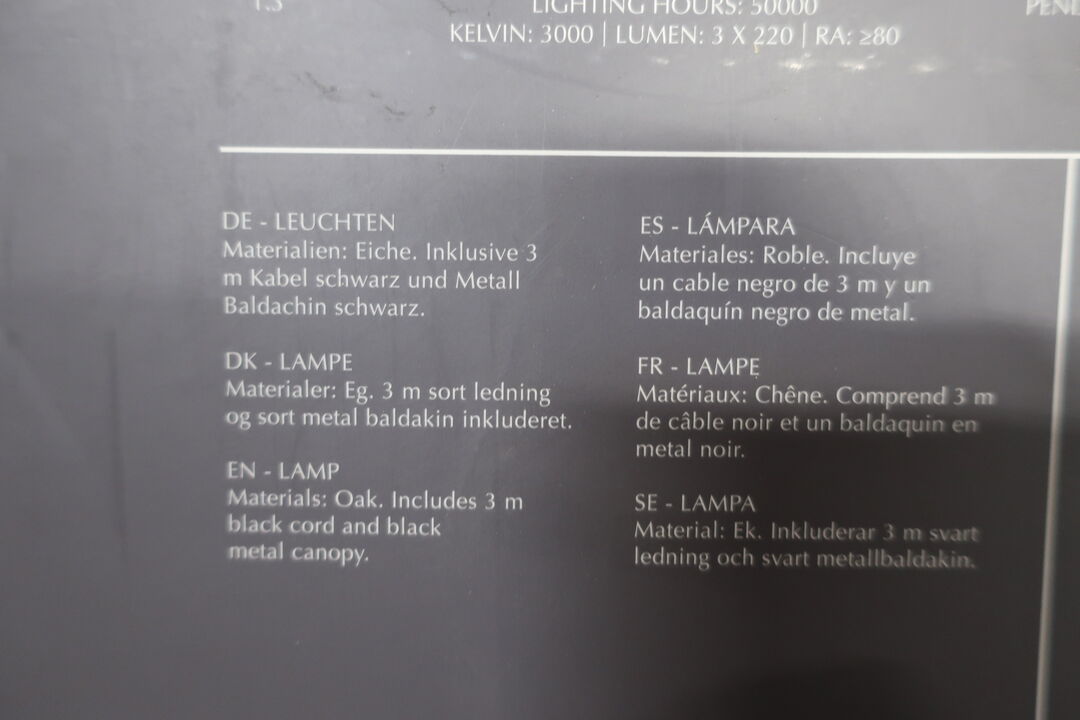 1.5
LIGHTING HOURS: 50000
KELVIN: 3000 | LUMEN: 3 X 220 | RA: ≥80
DE - LEUCHTEN
Materialien: Eiche. Inklusive 3
m Kabel schwarz und Metall
Baldachin schwarz.
DK - LAMPE
Materialer: Eg. 3 m sort ledning
og sort metal baldakin inkluderet.
EN - LAMP
Materials: Oak. Includes 3 m
black cord and black
metal canopy.
ES - LÁMPARA
Materiales: Roble. Incluye
un cable negro de 3 m y un
baldaquín negro de metal.
FR - LAMPE
Matériaux: Chêne. Comprend 3 m
de câble noir et un baldaquin en
metal noir.
SE - LAMPA
Material: Ek. Inkluderar 3 m svart
ledning och svart metallbaldakin.